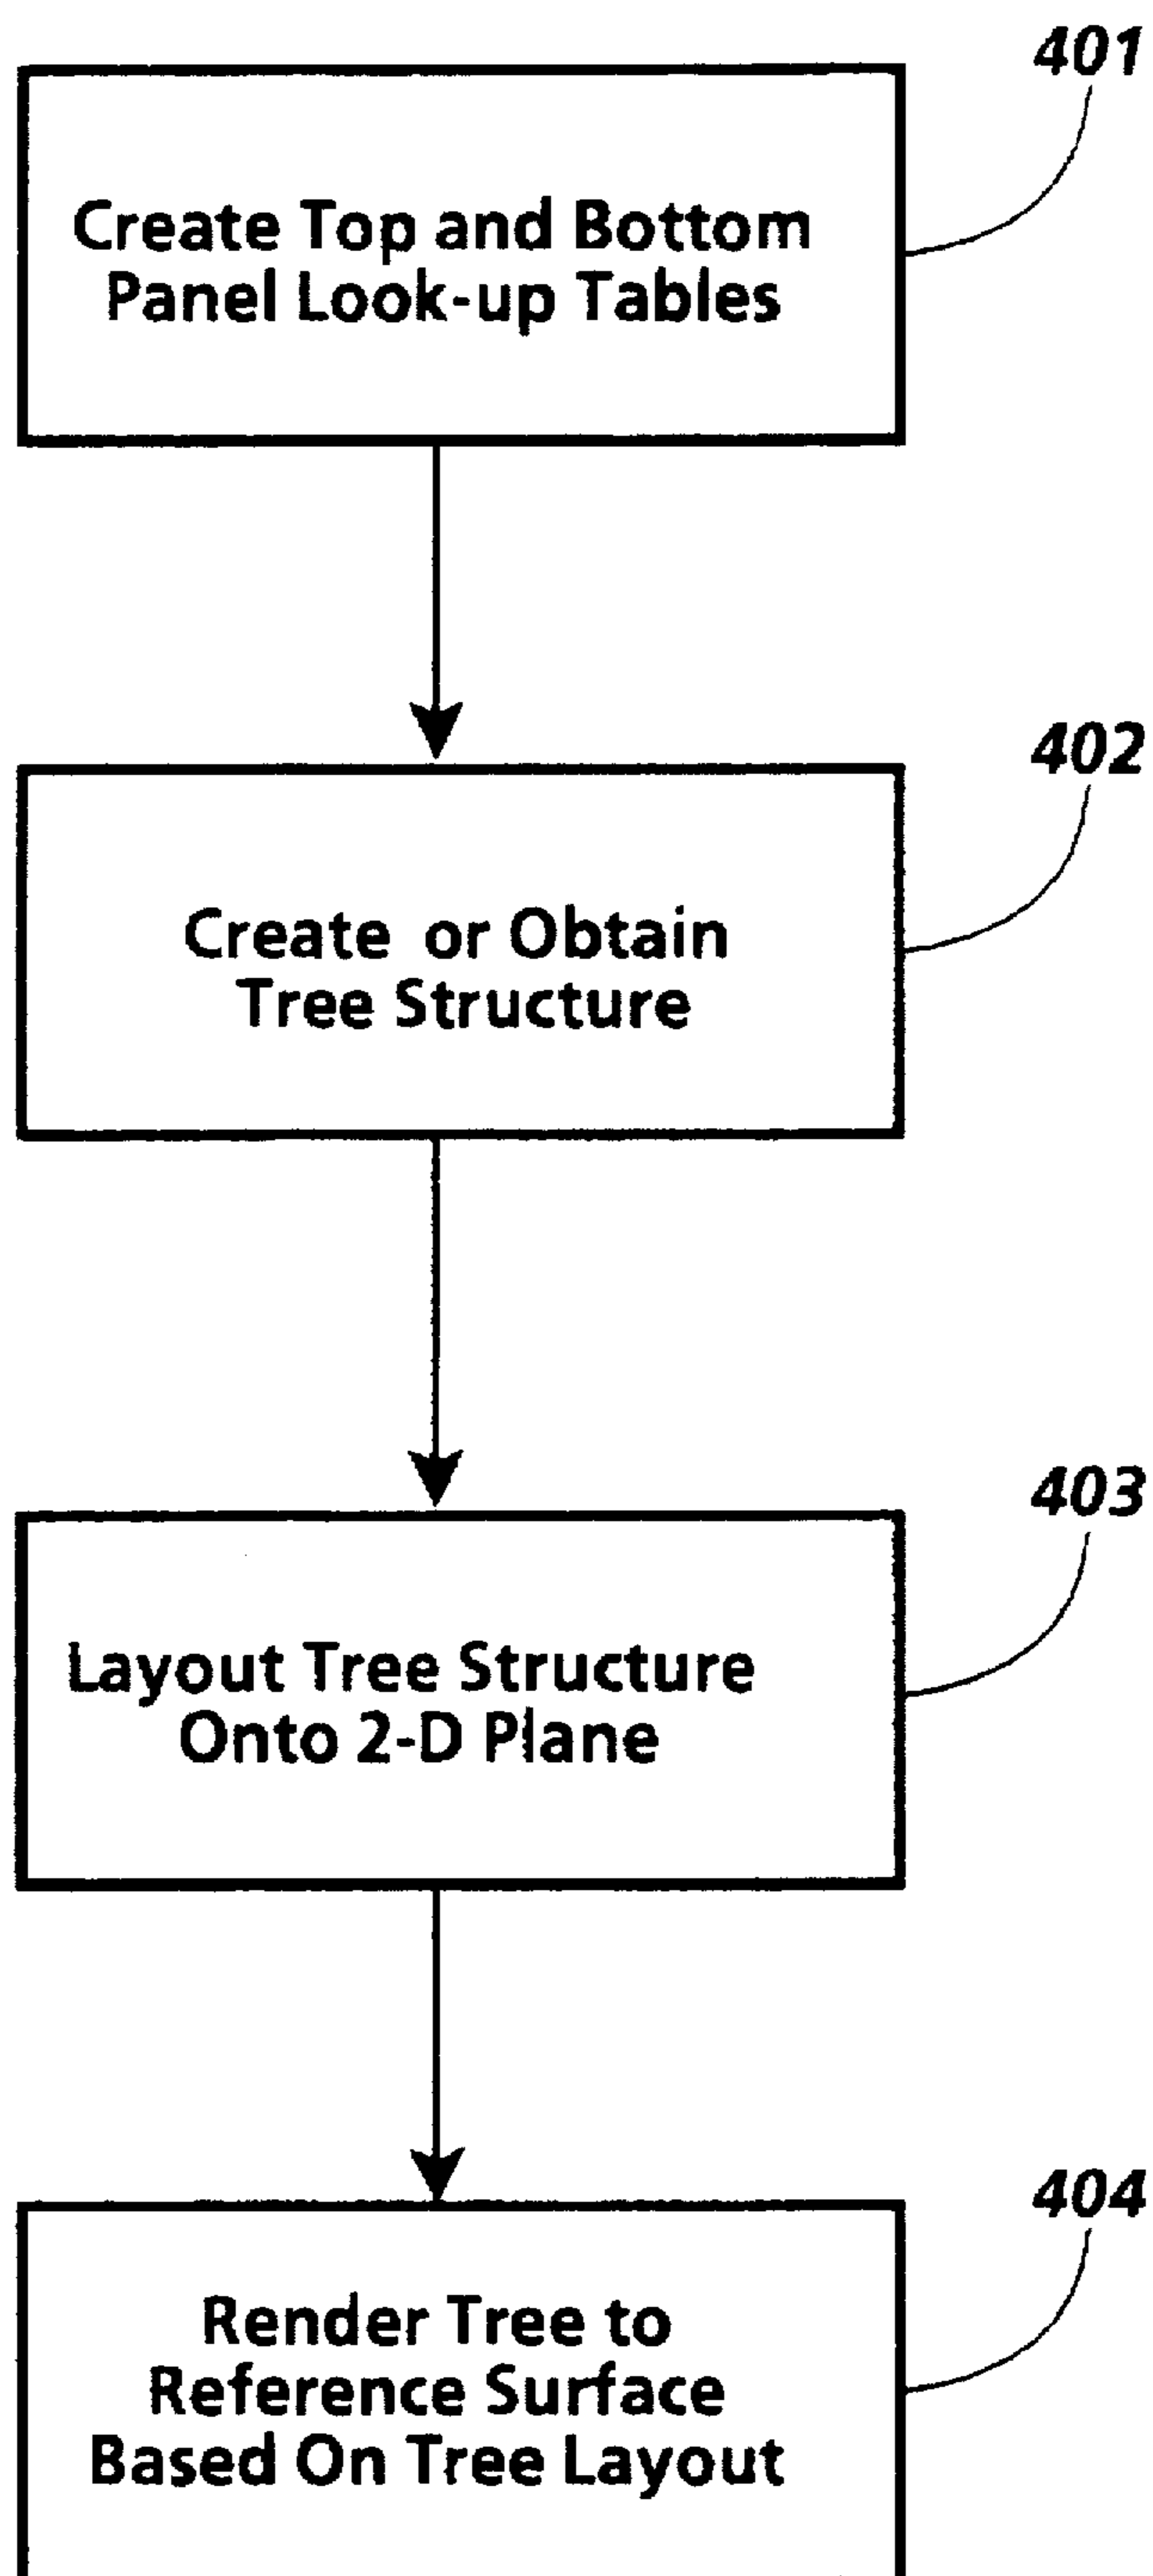 401
Create Top and Bottom
Panel Look-up Tables
402
Create or Obtain
Tree Structure
403
Layout Tree Structure
Onto 2-D Plane
404
Render Tree to
Reference Surface
Based On Tree Layout